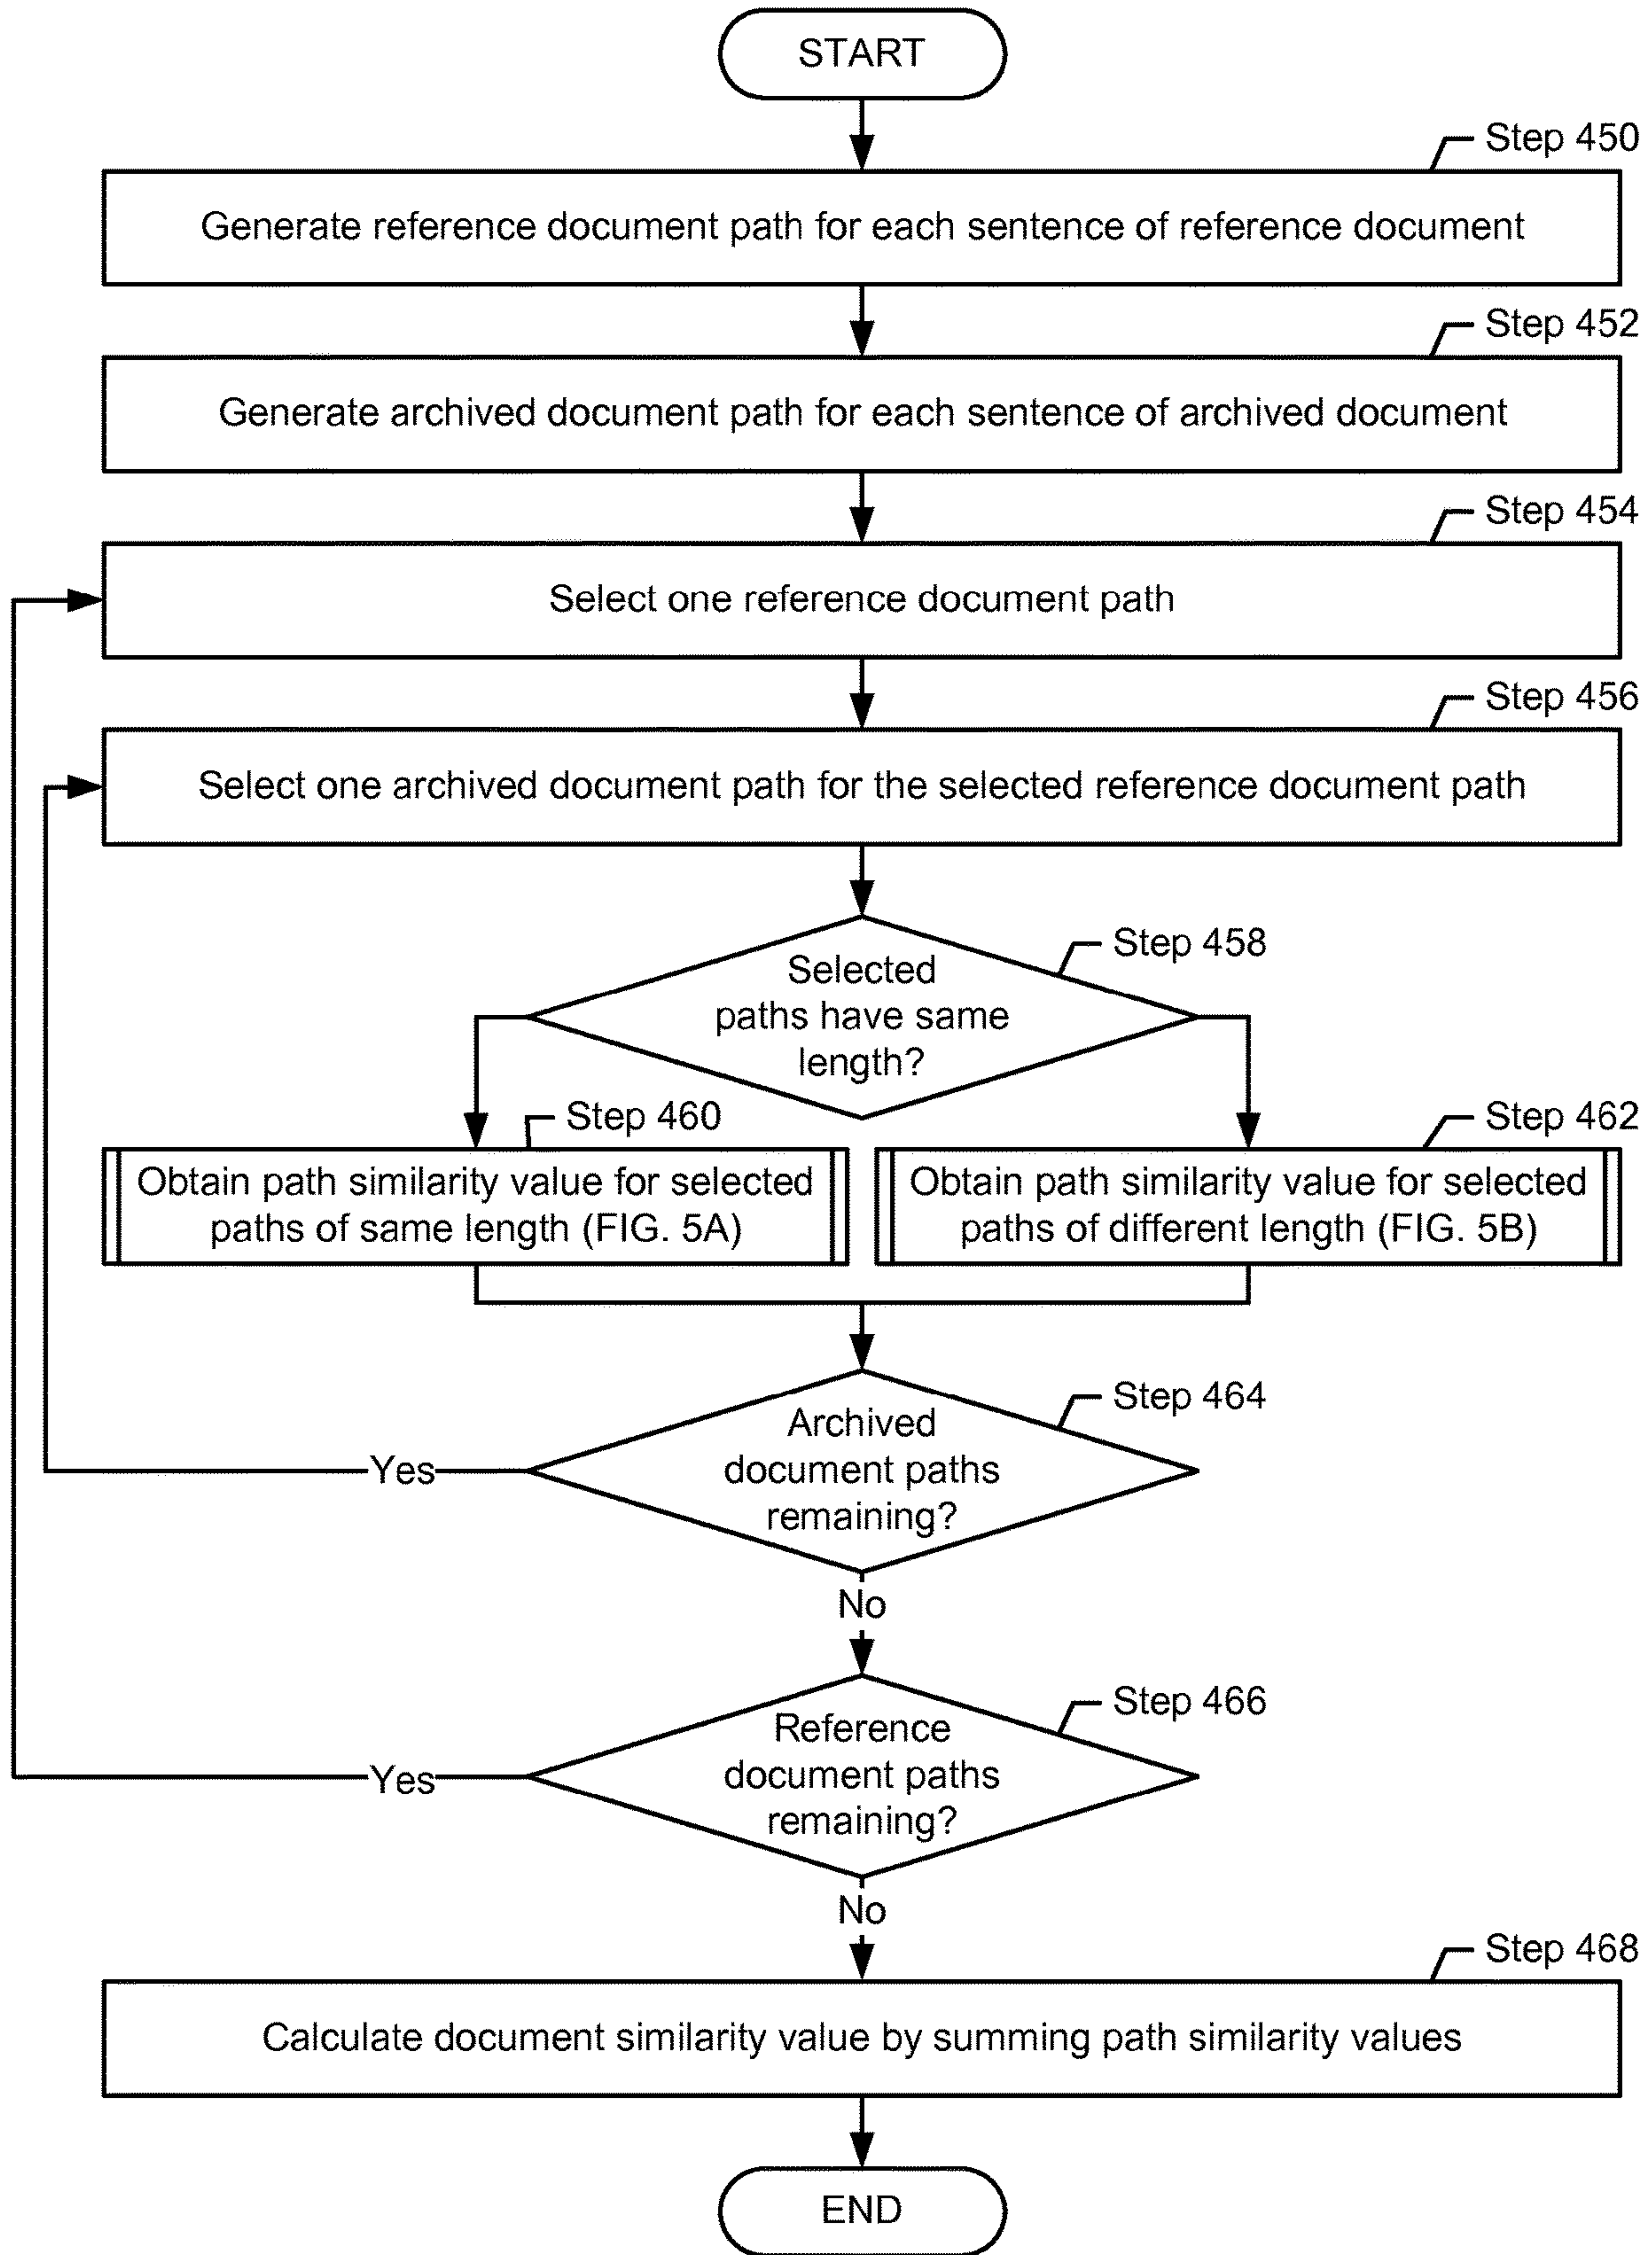 START
Step 450
Generate reference document path for each sentence of reference document
Step 452
Generate archived document path for each sentence of archived document
Step 454
Select one reference document path
Step 456
Select one archived document path for the selected reference document path
Step 458
Selected
paths have same
length?
Step 460
Obtain path similarity value for selected
paths of same length (FIG. 5A)
Step 462
Obtain path similarity value for selected
paths of different length (FIG. 5B)
Step 464
Archived
document paths
remaining?
Yes
No
Step 466
Reference
document paths
remaining?
Yes
No
Step 468
Calculate document similarity value by summing path similarity values
END